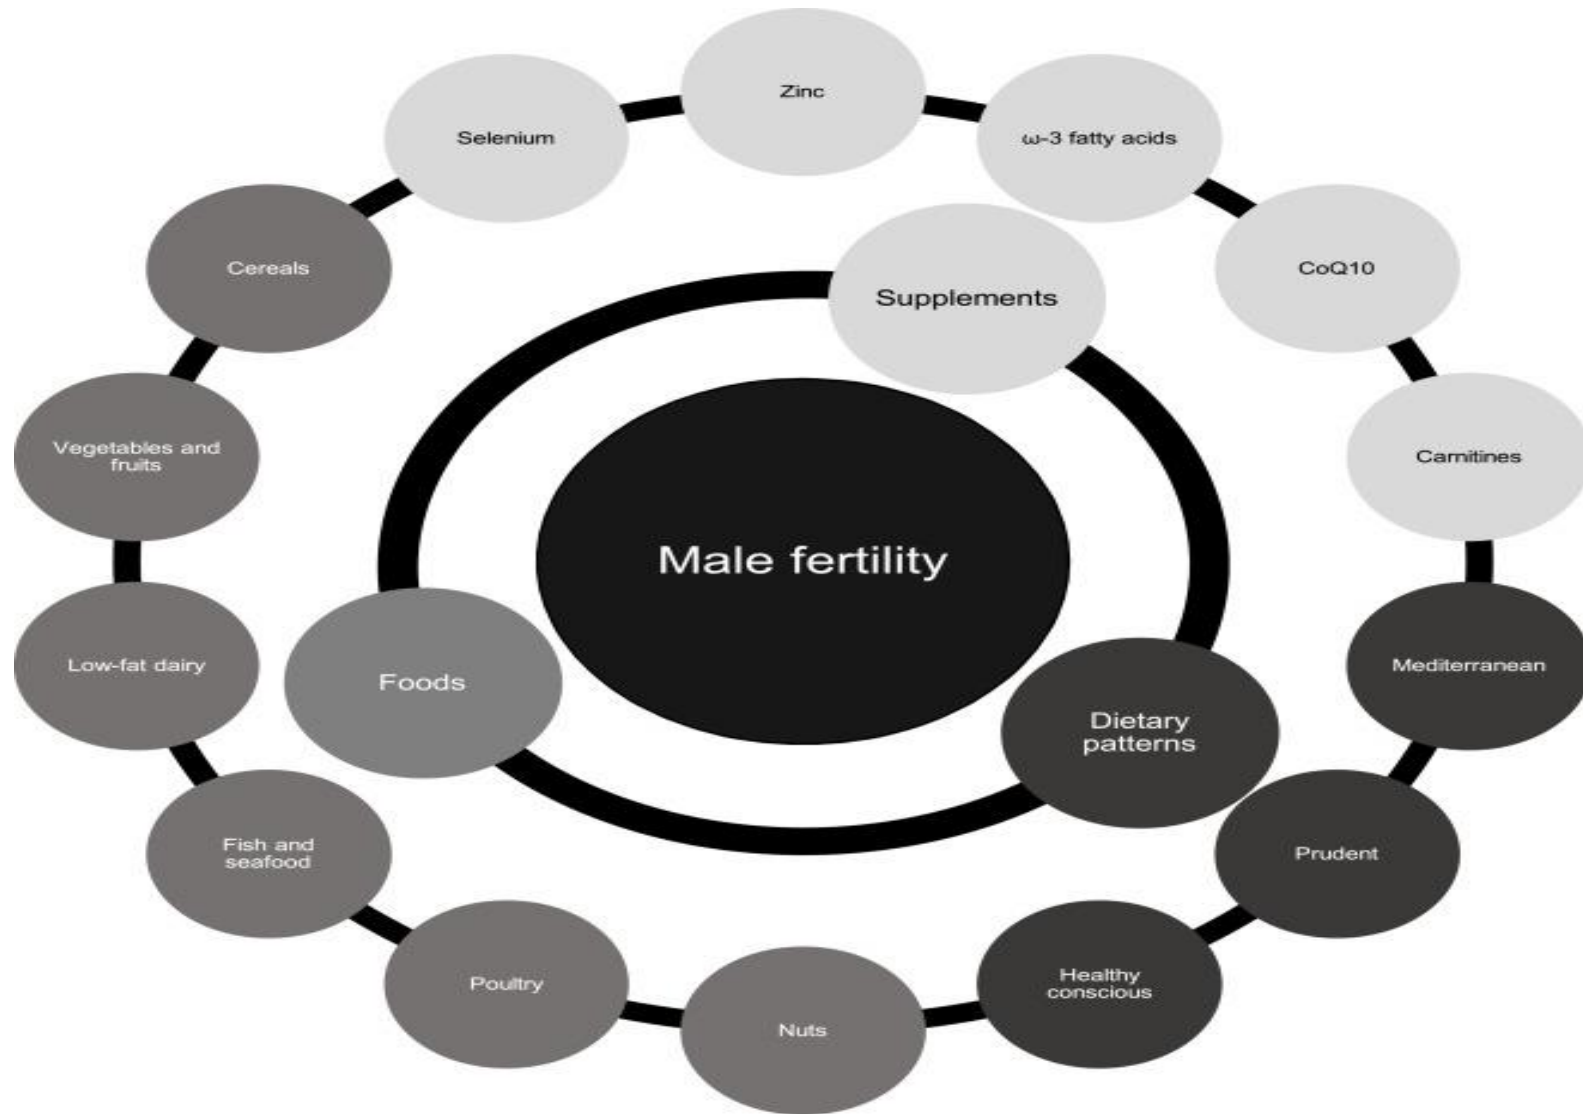 Zinc
Selenium
ω-3 fatty acids
Cereals
CoQ10
Supplements
Vegetables and
fruits
Carnitines
Male fertility
Low-fat dairy
Foods
Mediterranean
Dietary
patterns
Fish and
seafood
Prudent
Poultry
Healthy
conscious
Nuts